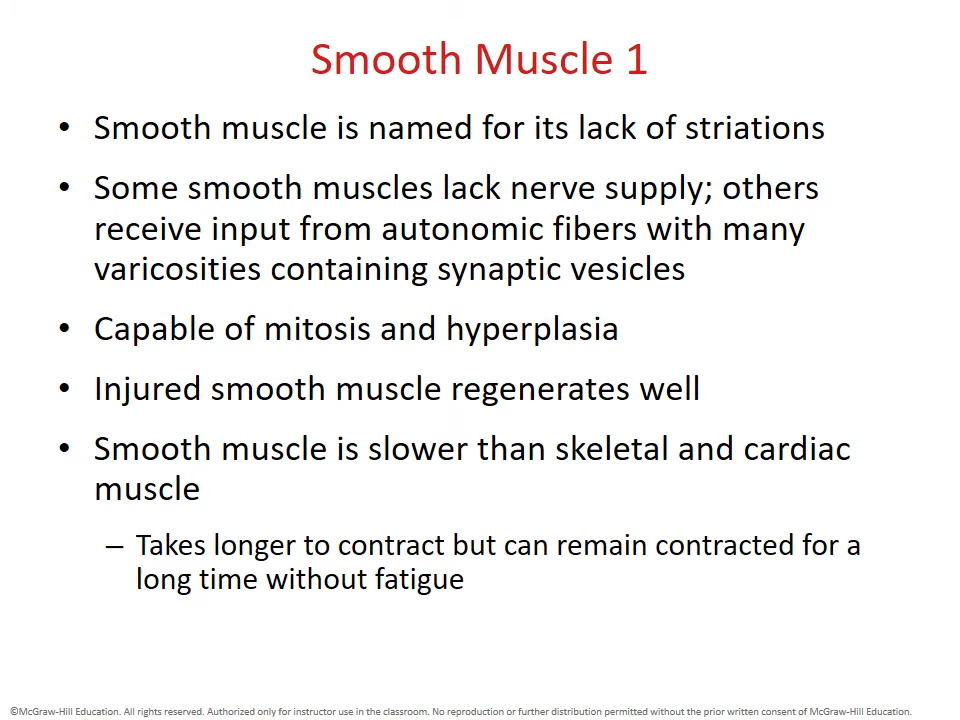 Smooth Muscle 1
• Smooth muscle is named for its lack of striations
• Some smooth muscles lack nerve supply; others
receive input from autonomic fibers with many
varicosities containing synaptic vesicles
• Capable of mitosis and hyperplasia
• Injured smooth muscle regenerates well
• Smooth muscle is slower than skeletal and cardiac
muscle
– Takes longer to contract but can remain contracted for a
long time without fatigue
©McGraw-Hill Education. All rights reserved. Authorized only for instructor use in the classroom. No reproduction or further distribution permitted without the prior written consent of McGraw-Hill Education.